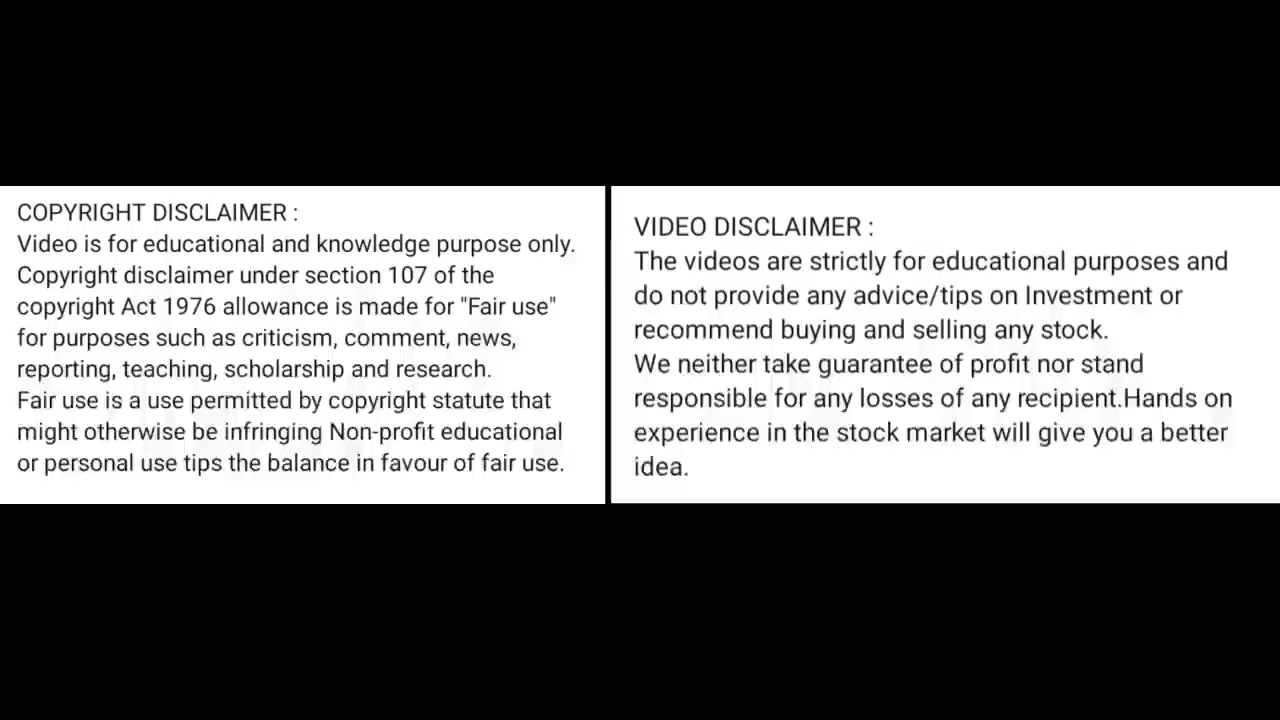 COPYRIGHT DISCLAIMER :
Video is for educational and knowledge purpose only.
Copyright disclaimer under section 107 of the
copyright Act 1976 allowance is made for "Fair use"
for purposes such as criticism, comment, news,
reporting, teaching, scholarship and research.
Fair use is a use permitted by copyright statute that
might otherwise be infringing Non-profit educational
or personal use tips the balance in favour of fair use.
VIDEO DISCLAIMER :
The videos are strictly for educational purposes and
do not provide any advice/tips on Investment or
recommend buying and selling any stock.
We neither take guarantee of profit nor stand
responsible for any losses of any recipient.Hands on
experience in the stock market will give you a better
idea.